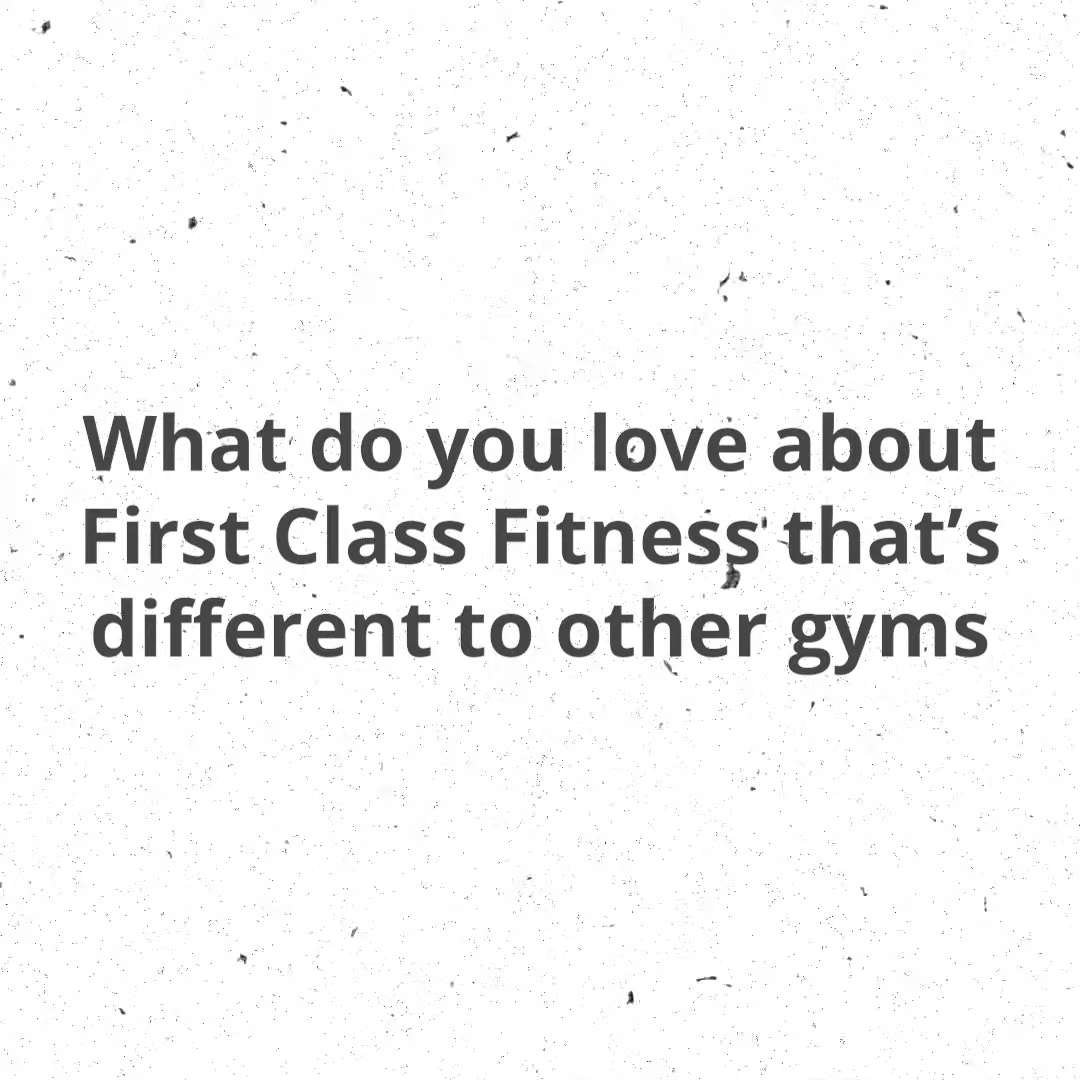 What do you love about
First Class Fitness that’s
different to other gyms